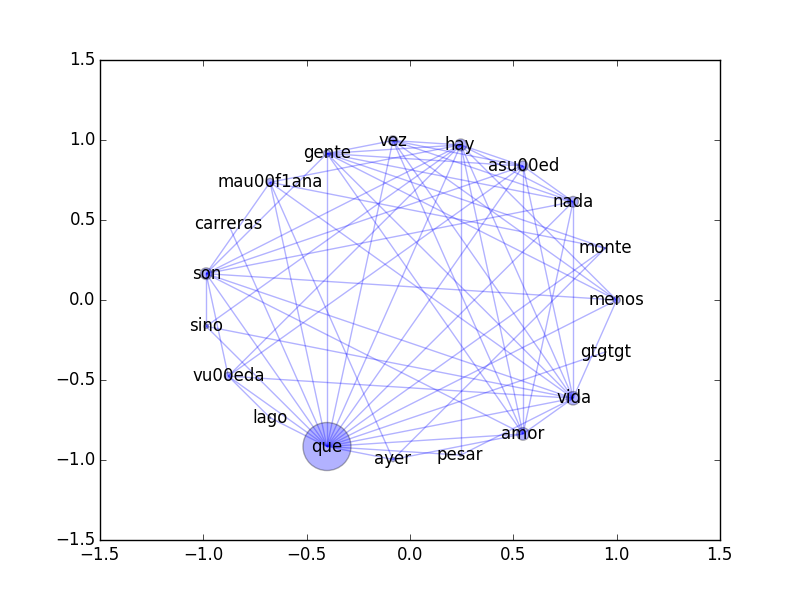 1.5
1.0
0.5
0.0
−0.5
−1.0
−1.5
vez
hay
gente
asu00ed
mau00f1ana
nada
carreras
monte
son
menos
sino
gtgtgt
vu00eda
vida
lago
amor
que
ayer
pesar
−1.5
−1.0
−0.5
0.0
0.5
1.0
1.5